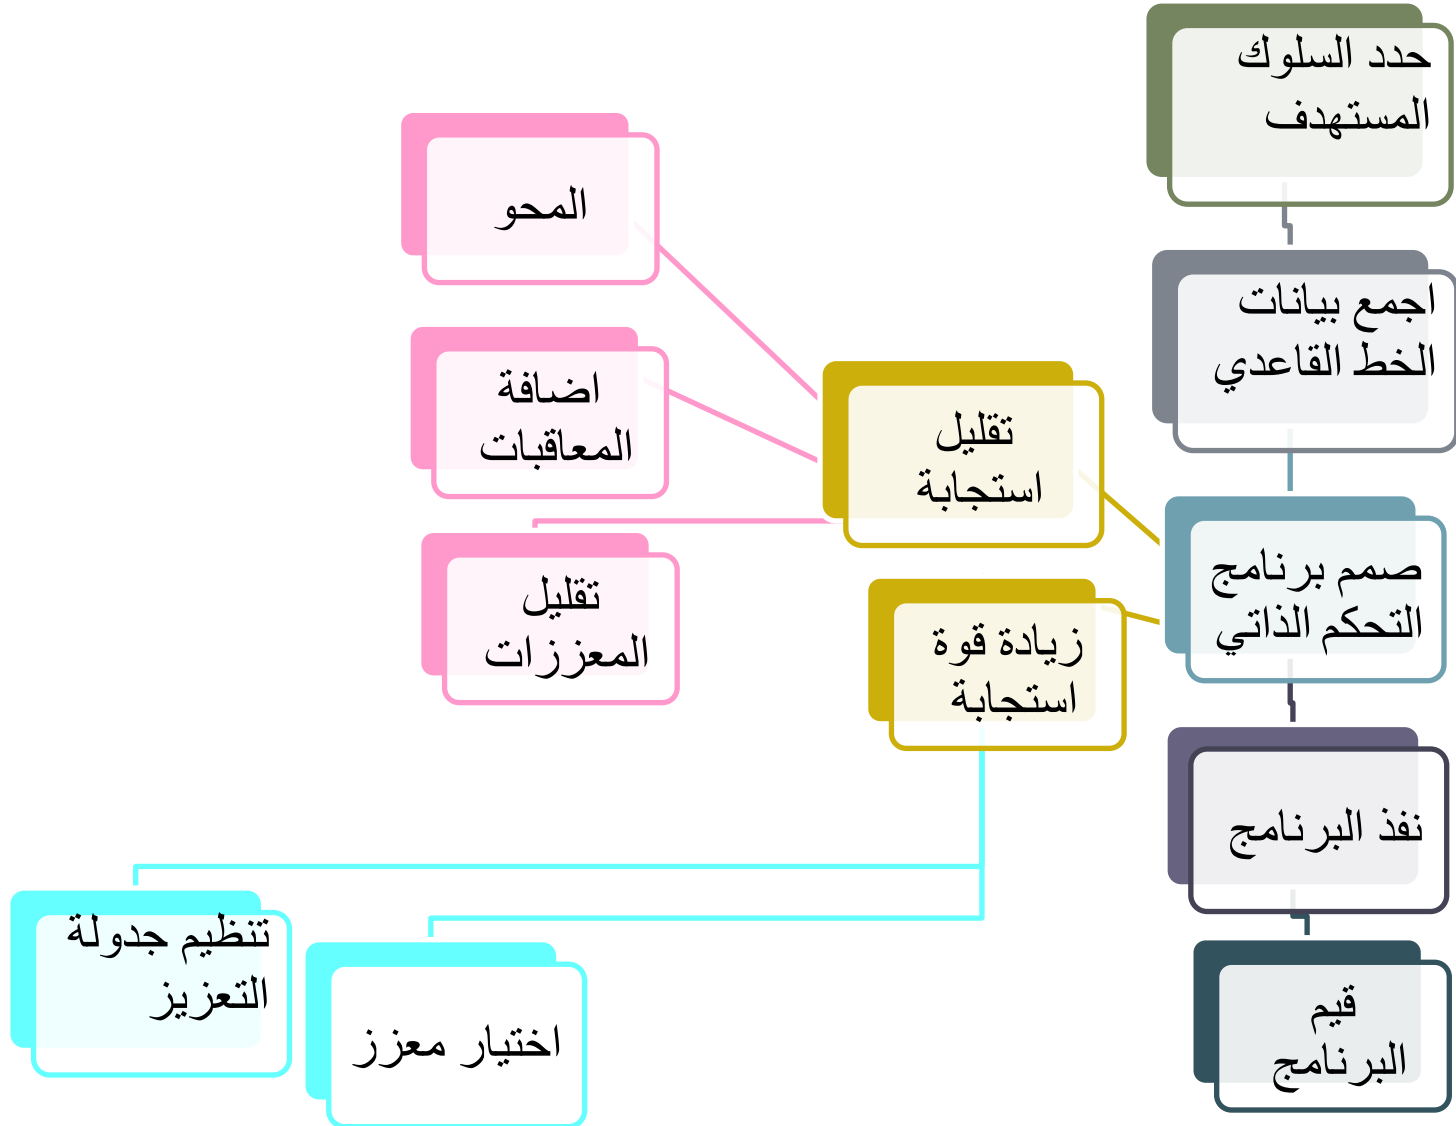 حدد السلوك
المستهدف
اجمع بيانات
الخط القاعدي
صمم برنامج
التحكم الذاتي
نفذ البرنامج
قيم
البرنامج
تقليل
استجابة
زيادة قوة
استجابة
المحو
اضافة
المعاقبات
تقليل
المعززات
اختيار معزز
تنظيم جدولة
التعزيز